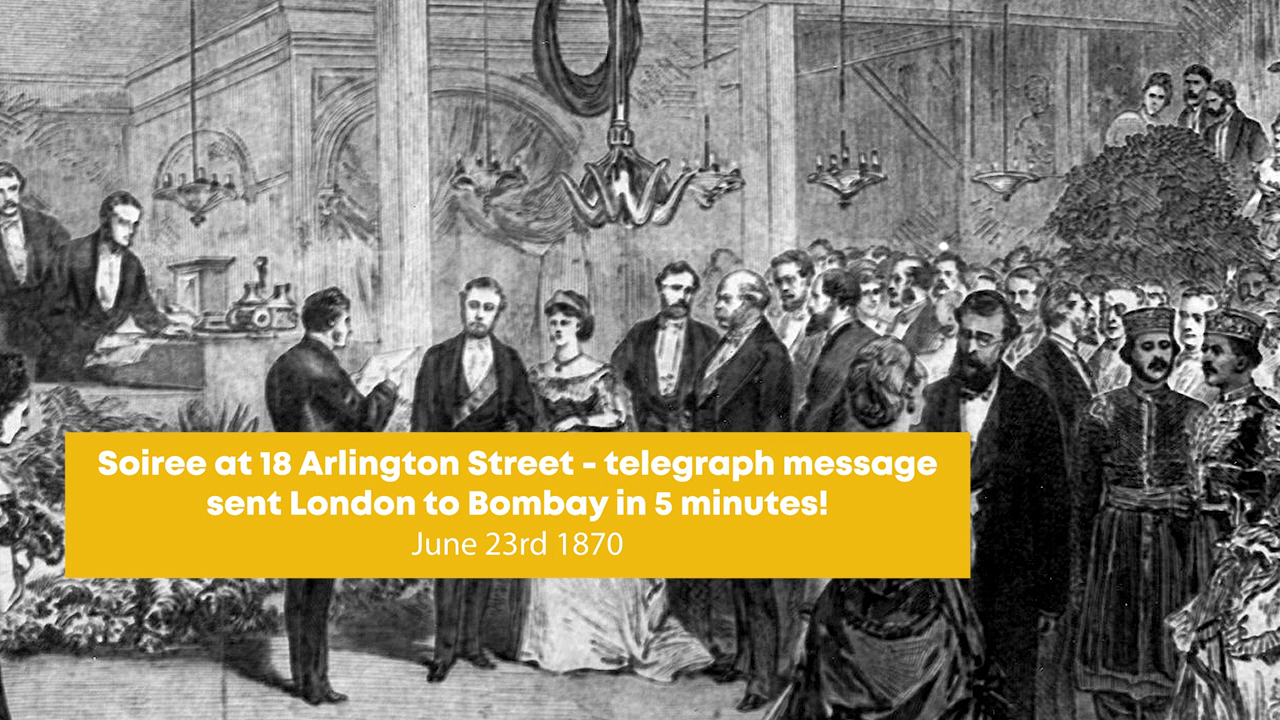 Soiree at 18 Arlington Street - telegraph message
sent London to Bombay in 5 minutes!
June 23rd 1870